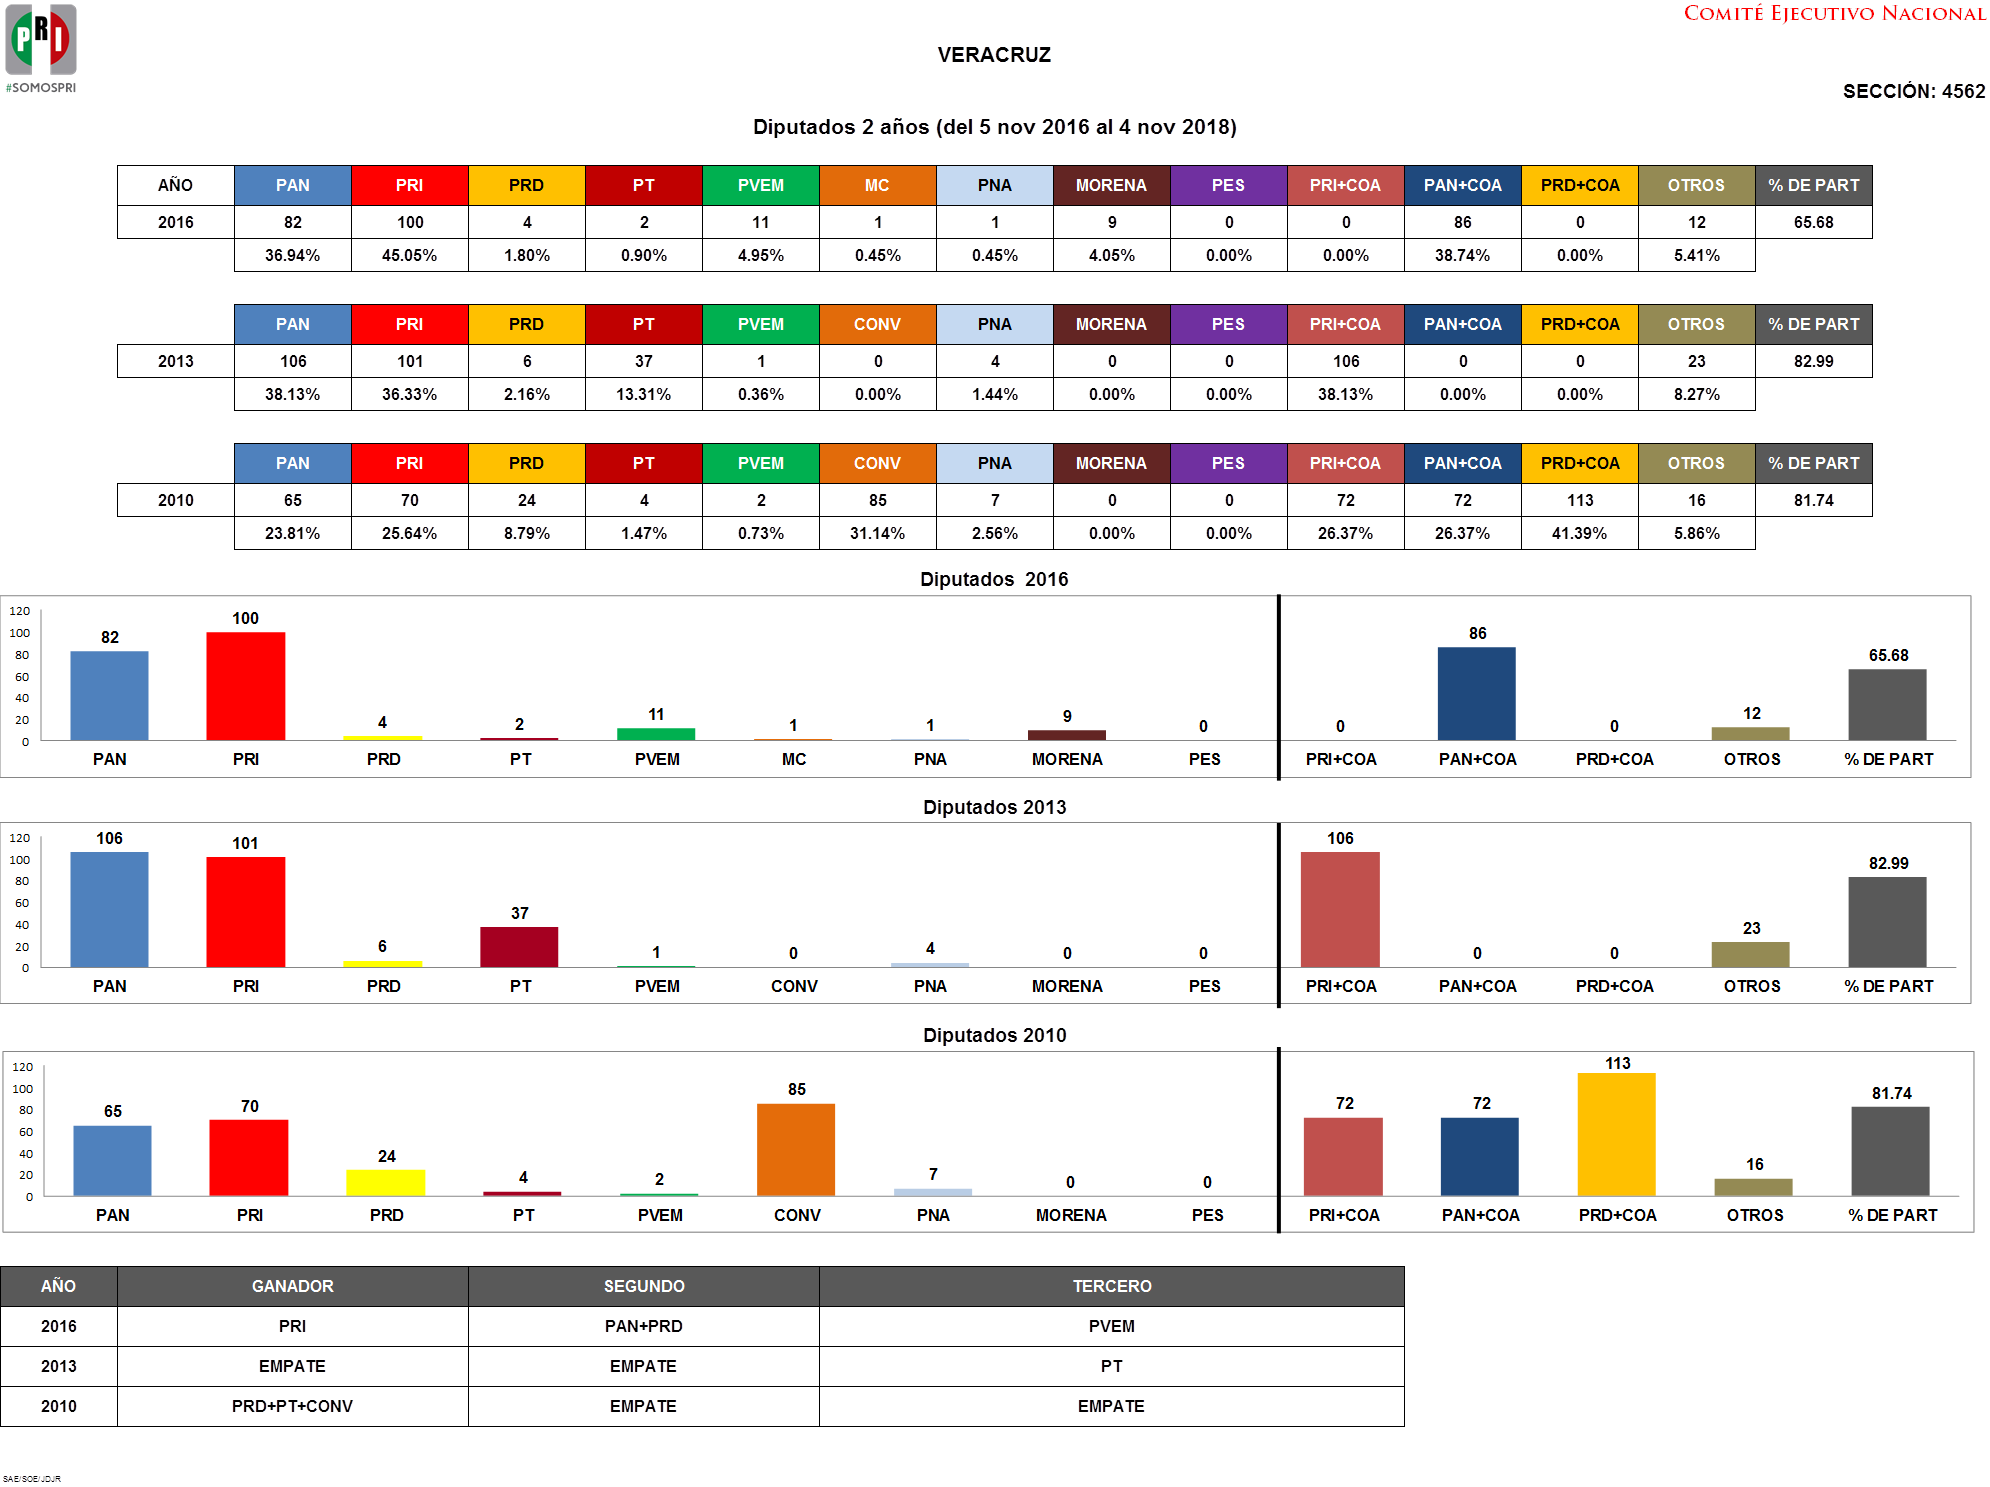 COMITÉ EJECUTIVO NACIONAL
PRI
#SOMOSPRI
VERACRUZ
SECCIÓN: 4562
Diputados 2 años (del 5 nov 2016 al 4 nov 2018)
AÑO PAN PRI PRD PT PVEM MC PNA MORENA PES PRI+COA PAN+COA PRD+COA OTROS % DE PART
2016 82 100 4 2 11 1 1 9 0 0 86 0 12 65.68
36.94% 45.05% 1.80% 0.90% 4.95% 0.45% 0.45% 4.05% 0.00% 0.00% 38.74% 0.00% 5.41%
PAN PRI PRD PT PVEM CONV PNA MORENA PES PRI+COA PAN+COA PRD+COA OTROS % DE PART
2013 106 101 6 37 1 0 4 0 0 106 0 0 23 82.99
38.13% 36.33% 2.16% 13.31% 0.36% 0.00% 1.44% 0.00% 0.00% 38.13% 0.00% 0.00% 8.27%
PAN PRI PRD PT PVEM CONV PNA MORENA PES PRI+COA PAN+COA PRD+COA OTROS % DE PART
2010 65 70 24 4 2 85 7 0 0 72 72 113 16 81.74
23.81% 25.64% 8.79% 1.47% 0.73% 31.14% 2.56% 0.00% 0.00% 26.37% 26.37% 41.39% 5.86%
Diputados 2016
120
100
80
60
40
20
0
82 100 4 2 11 1 1 9 0 0 86 0 12 65.68
PAN PRI PRD PT PVEM MC PNA MORENA PES PRI+COA PAN+COA PRD+COA OTROS % DE PART
Diputados 2013
120
100
80
60
40
20
0
106 101 6 37 1 0 4 0 0 106 0 0 23 82.99
PAN PRI PRD PT PVEM CONV PNA MORENA PES PRI+COA PAN+COA PRD+COA OTROS % DE PART
Diputados 2010
120
100
80
60
40
20
0
65 70 24 4 2 85 7 0 0 72 72 113 16 81.74
PAN PRI PRD PT PVEM CONV PNA MORENA PES PRI+COA PAN+COA PRD+COA OTROS % DE PART
AÑO GANADOR SEGUNDO TERCERO
2016 PRI PAN+PRD PVEM
2013 EMPATE EMPATE PT
2010 PRD+PT+CONV EMPATE EMPATE
SAE/SOE/JDJR